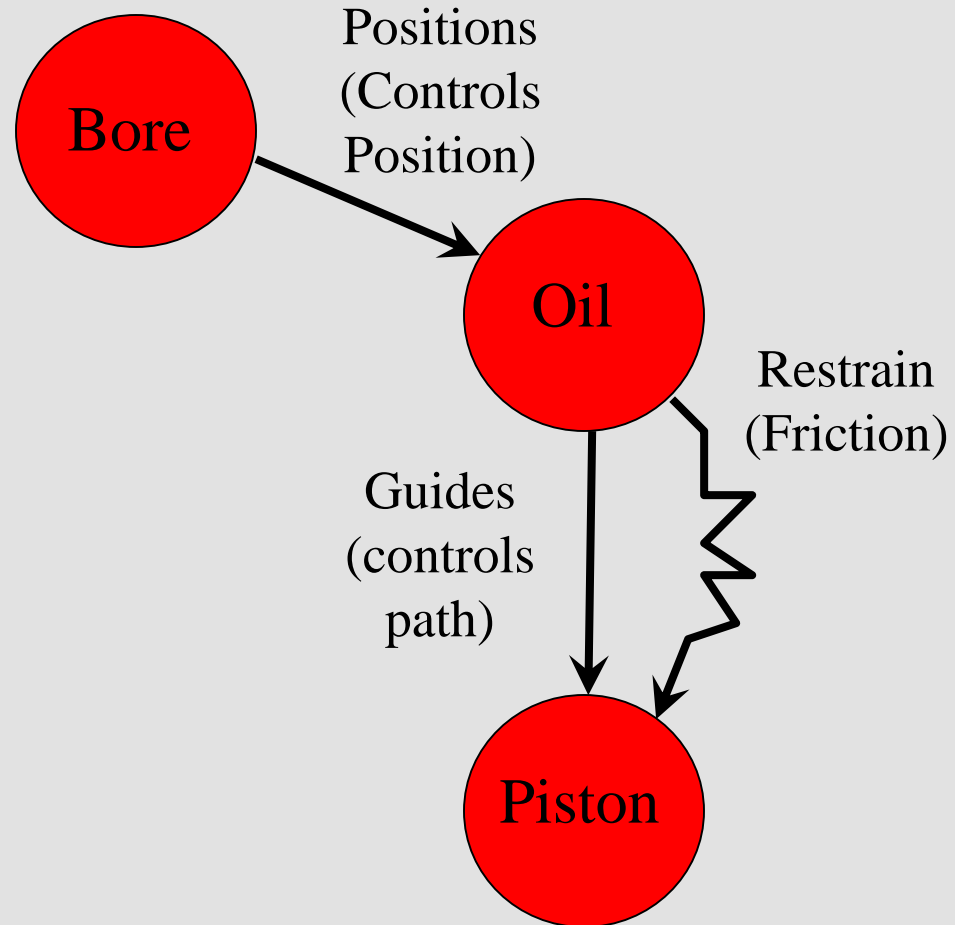 Positions
(Controls
Position)
Bore
Oil
Restrain
(Friction)
Guides
(controls
path)
Piston